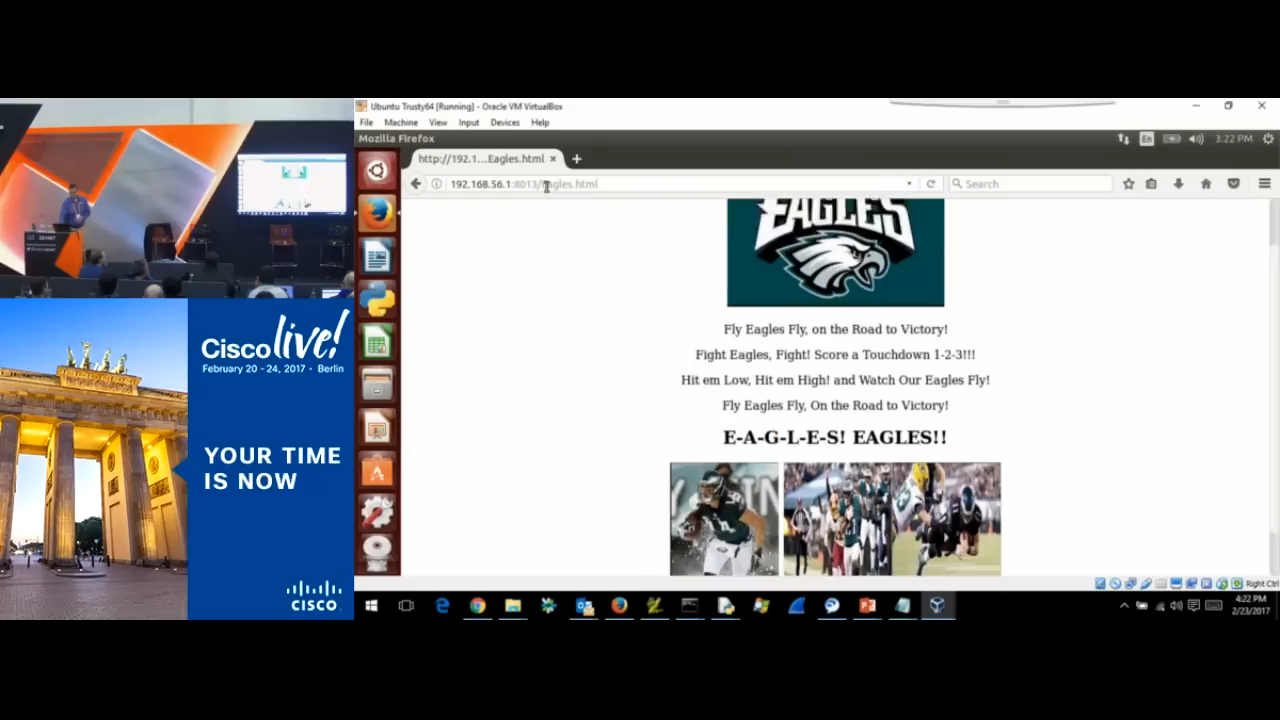 Ubuntu Trusty64 [Running] - Oracle VM VirtualBox
File Machine View Input Devices Help
Mozilla Firefox
En
3:22 PM
http://192.1...Eagles.html
192.168.56.1:8013/Eagles.html
Search
EAGLES
Fly Eagles Fly, on the Road to Victory!
Fight Eagles, Fight! Score a Touchdown 1-2-3!!!
Hit em Low, Hit em High! and Watch Our Eagles Fly!
Fly Eagles Fly, On the Road to Victory!
E-A-G-L-E-S! EAGLES!!
Right Ctrl
4:22 PM
2/23/2017
Cisco live!
February 20 - 24, 2017 • Berlin
YOUR TIME
IS NOW
CISCO